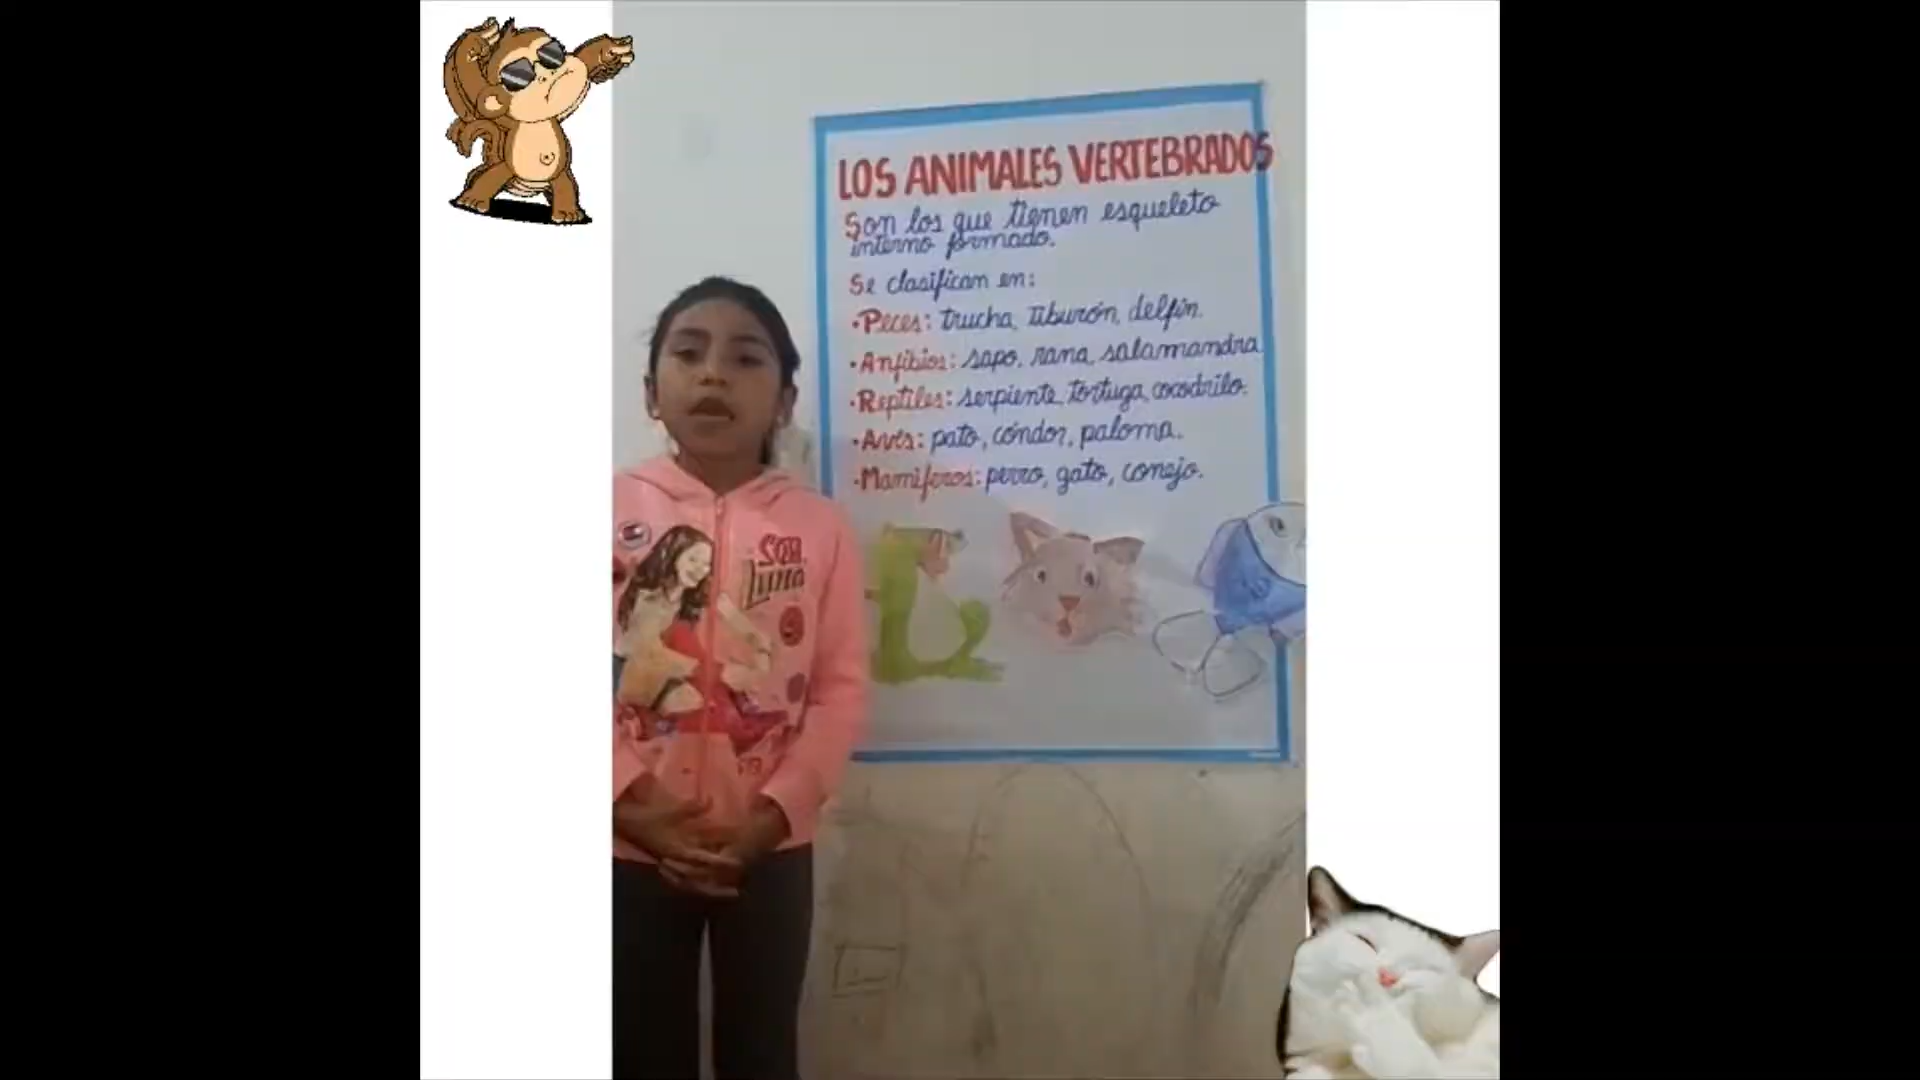 LOS ANIMALES VERTEBRADOS
Son los que tienen esqueleto
interno formado.
Se clasifican en:
•Peces: trucha, tiburón, delfín.
•Anfibios: sapo, rana, salamandra
•Reptiles: serpiente, tortuga, cocodrilo.
•Aves: pato, cóndor, paloma.
•Mamíferos: perro, gato, conejo.
SOY
Luna